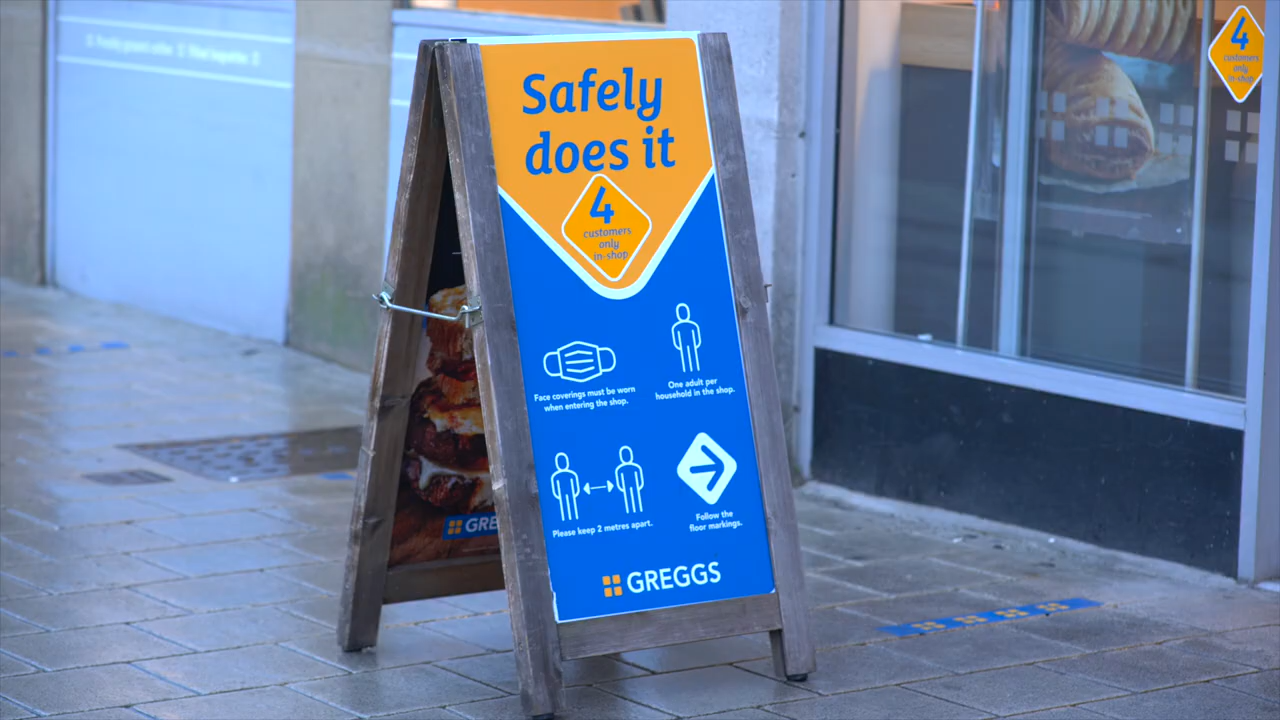 Safely
does it
4
customers
only
in-shop
Face coverings must be worn
when entering the shop.
One adult per
household in the shop.
Please keep 2 metres apart.
Follow the
floor markings.
GREGGS
GRE
4
customers
only
in-shop